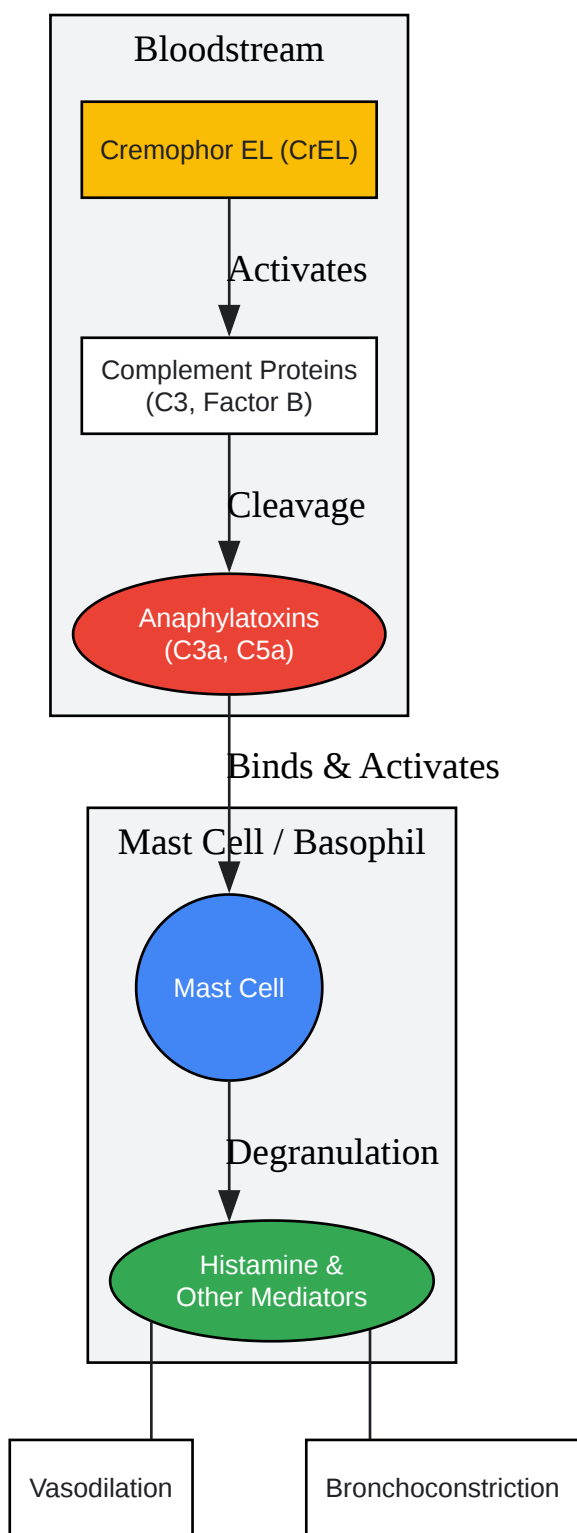 Bloodstream
Cremophor EL (CrEL)
Activates
Complement Proteins
(C3, Factor B)
Cleavage
Anaphylatoxins
(C3a, C5a)
Binds & Activates
Mast Cell / Basophil
Mast Cell
Degranulation
Histamine &
Other Mediators
Vasodilation
Bronchoconstriction